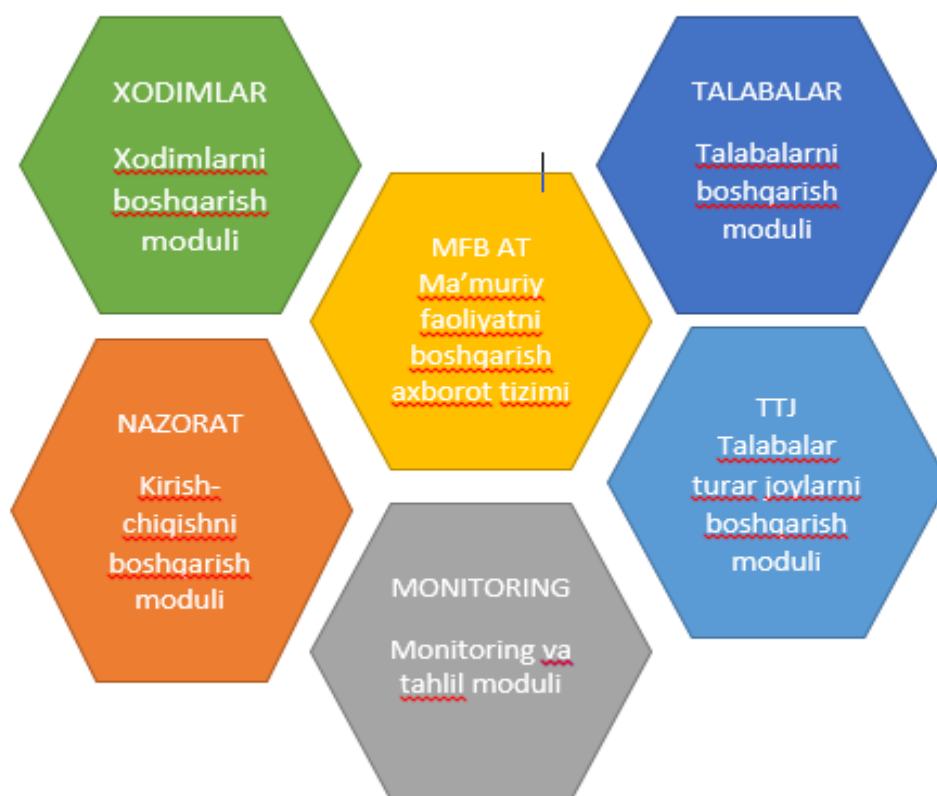 XODIMLAR
Xodimlarni
boshqarish
moduli
TALABALAR
Talabalarni
boshqarish
moduli
MFB AT
Ma’muriy
faoliyatni
boshqarish
axborot tizimi
NAZORAT
Kirish-
chiqishni
boshqarish
moduli
TTJ
Talabalar
turar joylarni
boshqarish
moduli
MONITORING
Monitoring va
tahlil moduli